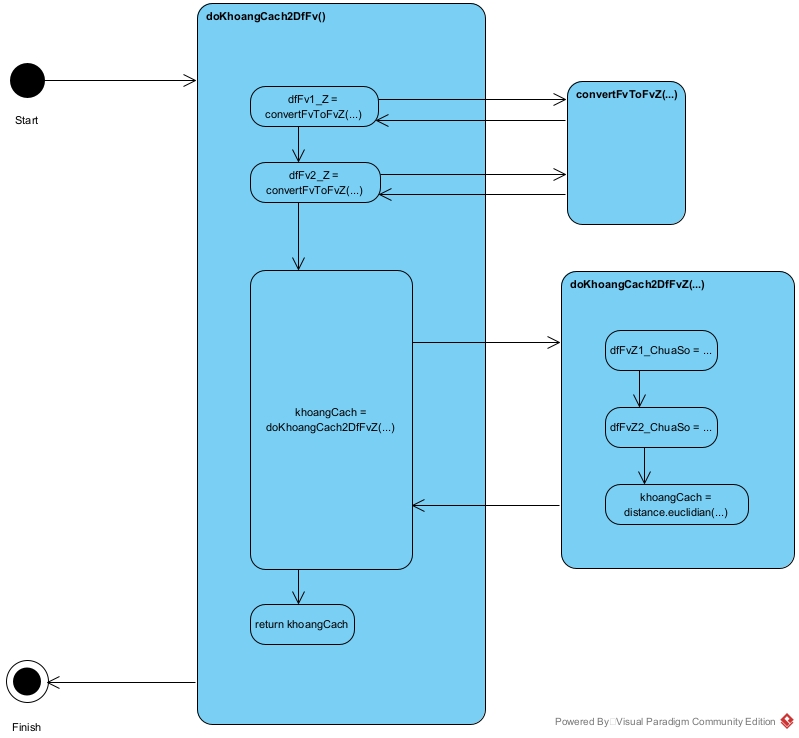 doKhoangCach2DfFv()
Start
dfFv1_Z =
convertFvToFvZ(...)
convertFvToFvZ(...)
dfFv2_Z =
convertFvToFvZ(...)
doKhoangCach2DfFvZ(...)
dfFvZ1_ChuaSo = ...
khoangCach =
doKhoangCach2DfFvZ(...)
dfFvZ2_ChuaSo = ...
khoangCach =
distance.euclidian(...)
return khoangCach
Finish
Powered By Visual Paradigm Community Edition